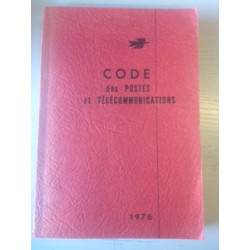 CODE
des POSTES
et TÉLÉCOMMUNICATIONS
1976